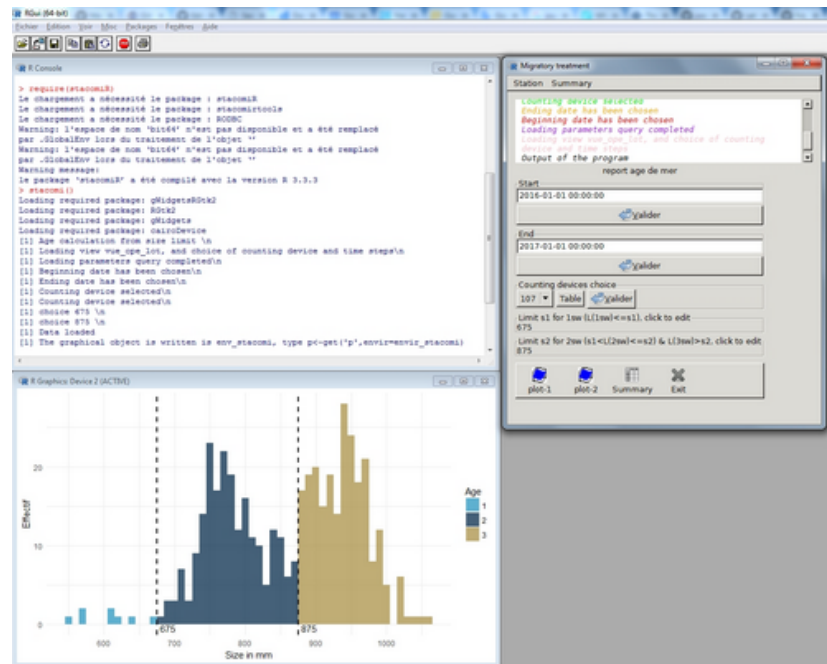 RGui (64-bit)
Fichier Edition Voir Misc Packages Fenêtres Aide
R Console
> require(stacomiR)
Le chargement a nécessité le package : stacomiR
Le chargement a nécessité le package : stacomirtools
Le chargement a nécessité le package : RODBC
Warning: l'espace de nom 'bit64' n'est pas disponible et a été remplacé
par .GlobalEnv lors du traitement de l'objet ''
Warning: l'espace de nom 'bit64' n'est pas disponible et a été remplacé
par .GlobalEnv lors du traitement de l'objet ''
Warning message:
le package 'stacomiR' a été compilé avec la version R 3.3.3
> stacomi()
Loading required package: gWidgetsRGtk2
Loading required package: RGtk2
Loading required package: gWidgets
Loading required package: cairoDevice
[1] Age calculation from size limit \n
[1] Loading view vue_ope_lot, and choice of counting device and time steps\n
[1] Loading parameters query completed\n
[1] Beginning date has been chosen\n
[1] Ending date has been chosen\n
[1] Counting device selected\n
[1] Counting device selected\n
[1] choice 675 \n
[1] choice 875 \n
[1] Data loaded
[1] The graphical object is written is env_stacomi, type p<-get('p',envir=envir_stacomi)
Migratory treatment
Station Summary
Counting device selected
Ending date has been chosen
Beginning date has been chosen
Loading parameters query completed
Loading view vue_ope_lot, and choice of counting
device and time steps
Output of the program
report age de mer
Start
2016-01-01 00:00:00
Valider
End
2017-01-01 00:00:00
Valider
Counting devices choice
107 Table Valider
Limit s1 for 1sw (L(1sw)<=s1), click to edit
675
Limit s2 for 2sw (s1<L(2sw)<=s2) & L(3sw)>s2, click to edit
875
plot-1 plot-2 Summary Exit
R Graphics: Device 2 (ACTIVE)
Effectif
20
10
0
675
875
600 700 800 900 1000
Size in mm
Age
1
2
3